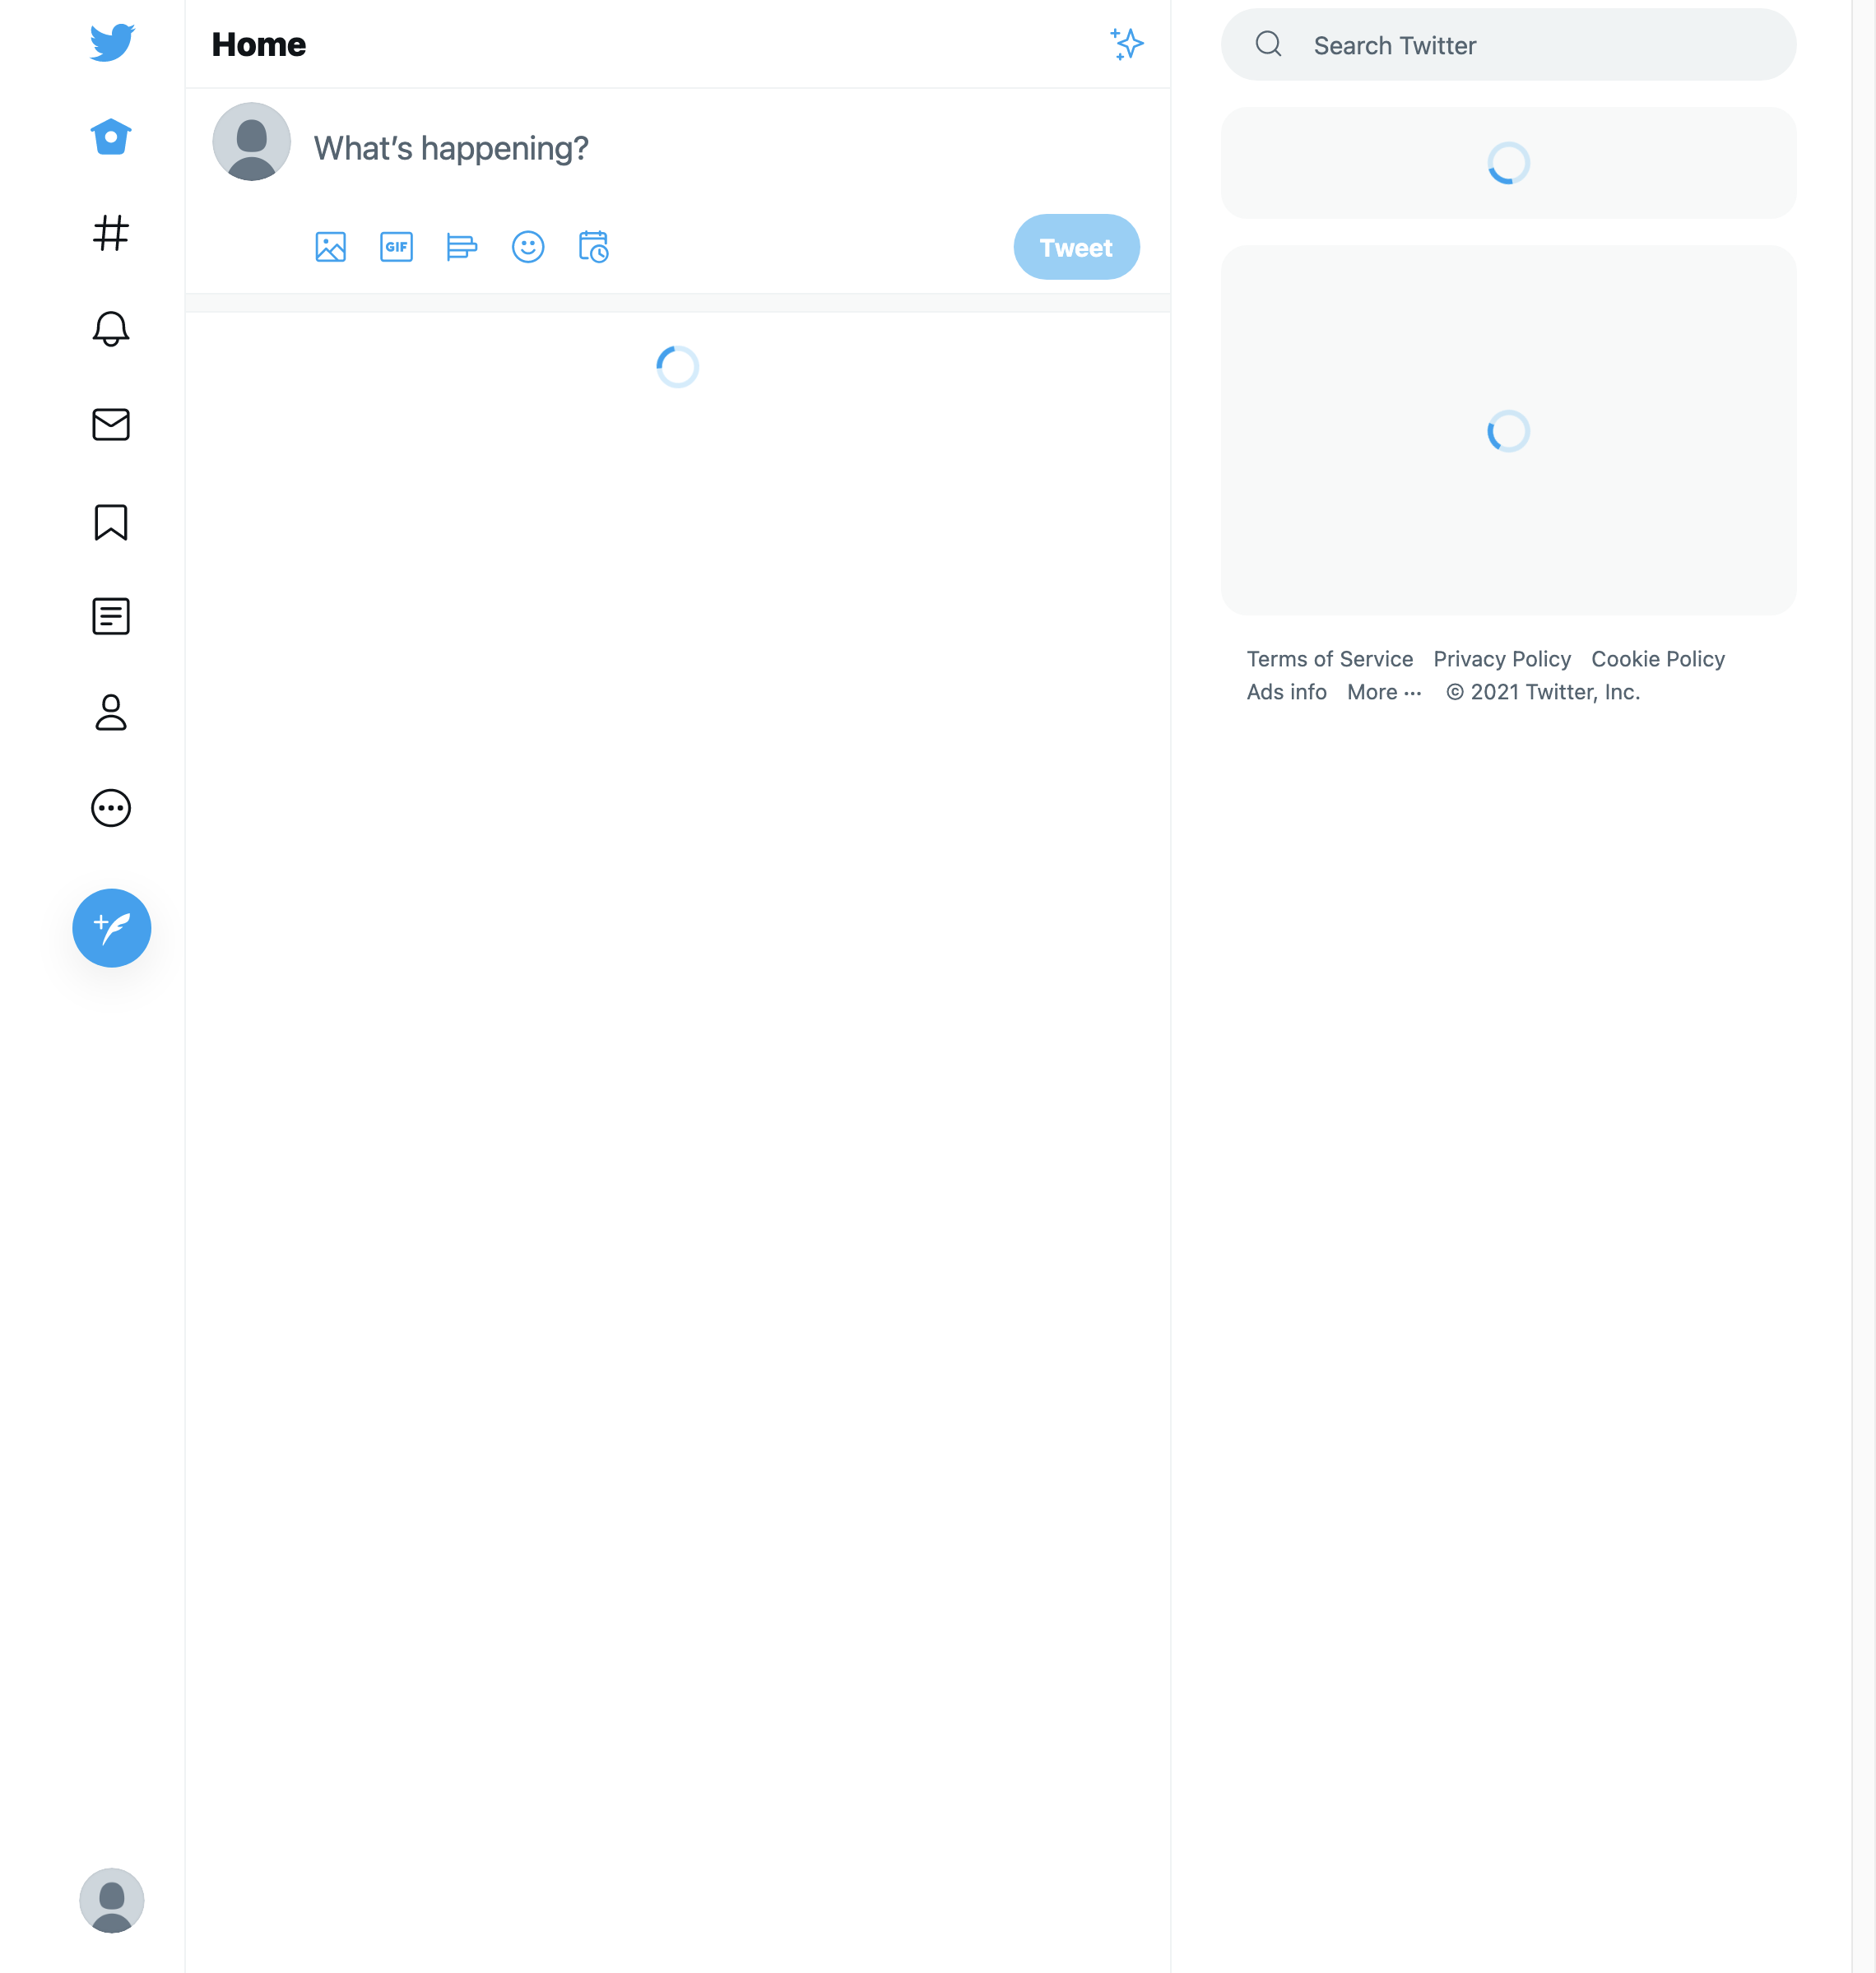 Home
What's happening?
GIF
Tweet
Search Twitter
Terms of Service Privacy Policy Cookie Policy
Ads info More ··· © 2021 Twitter, Inc.